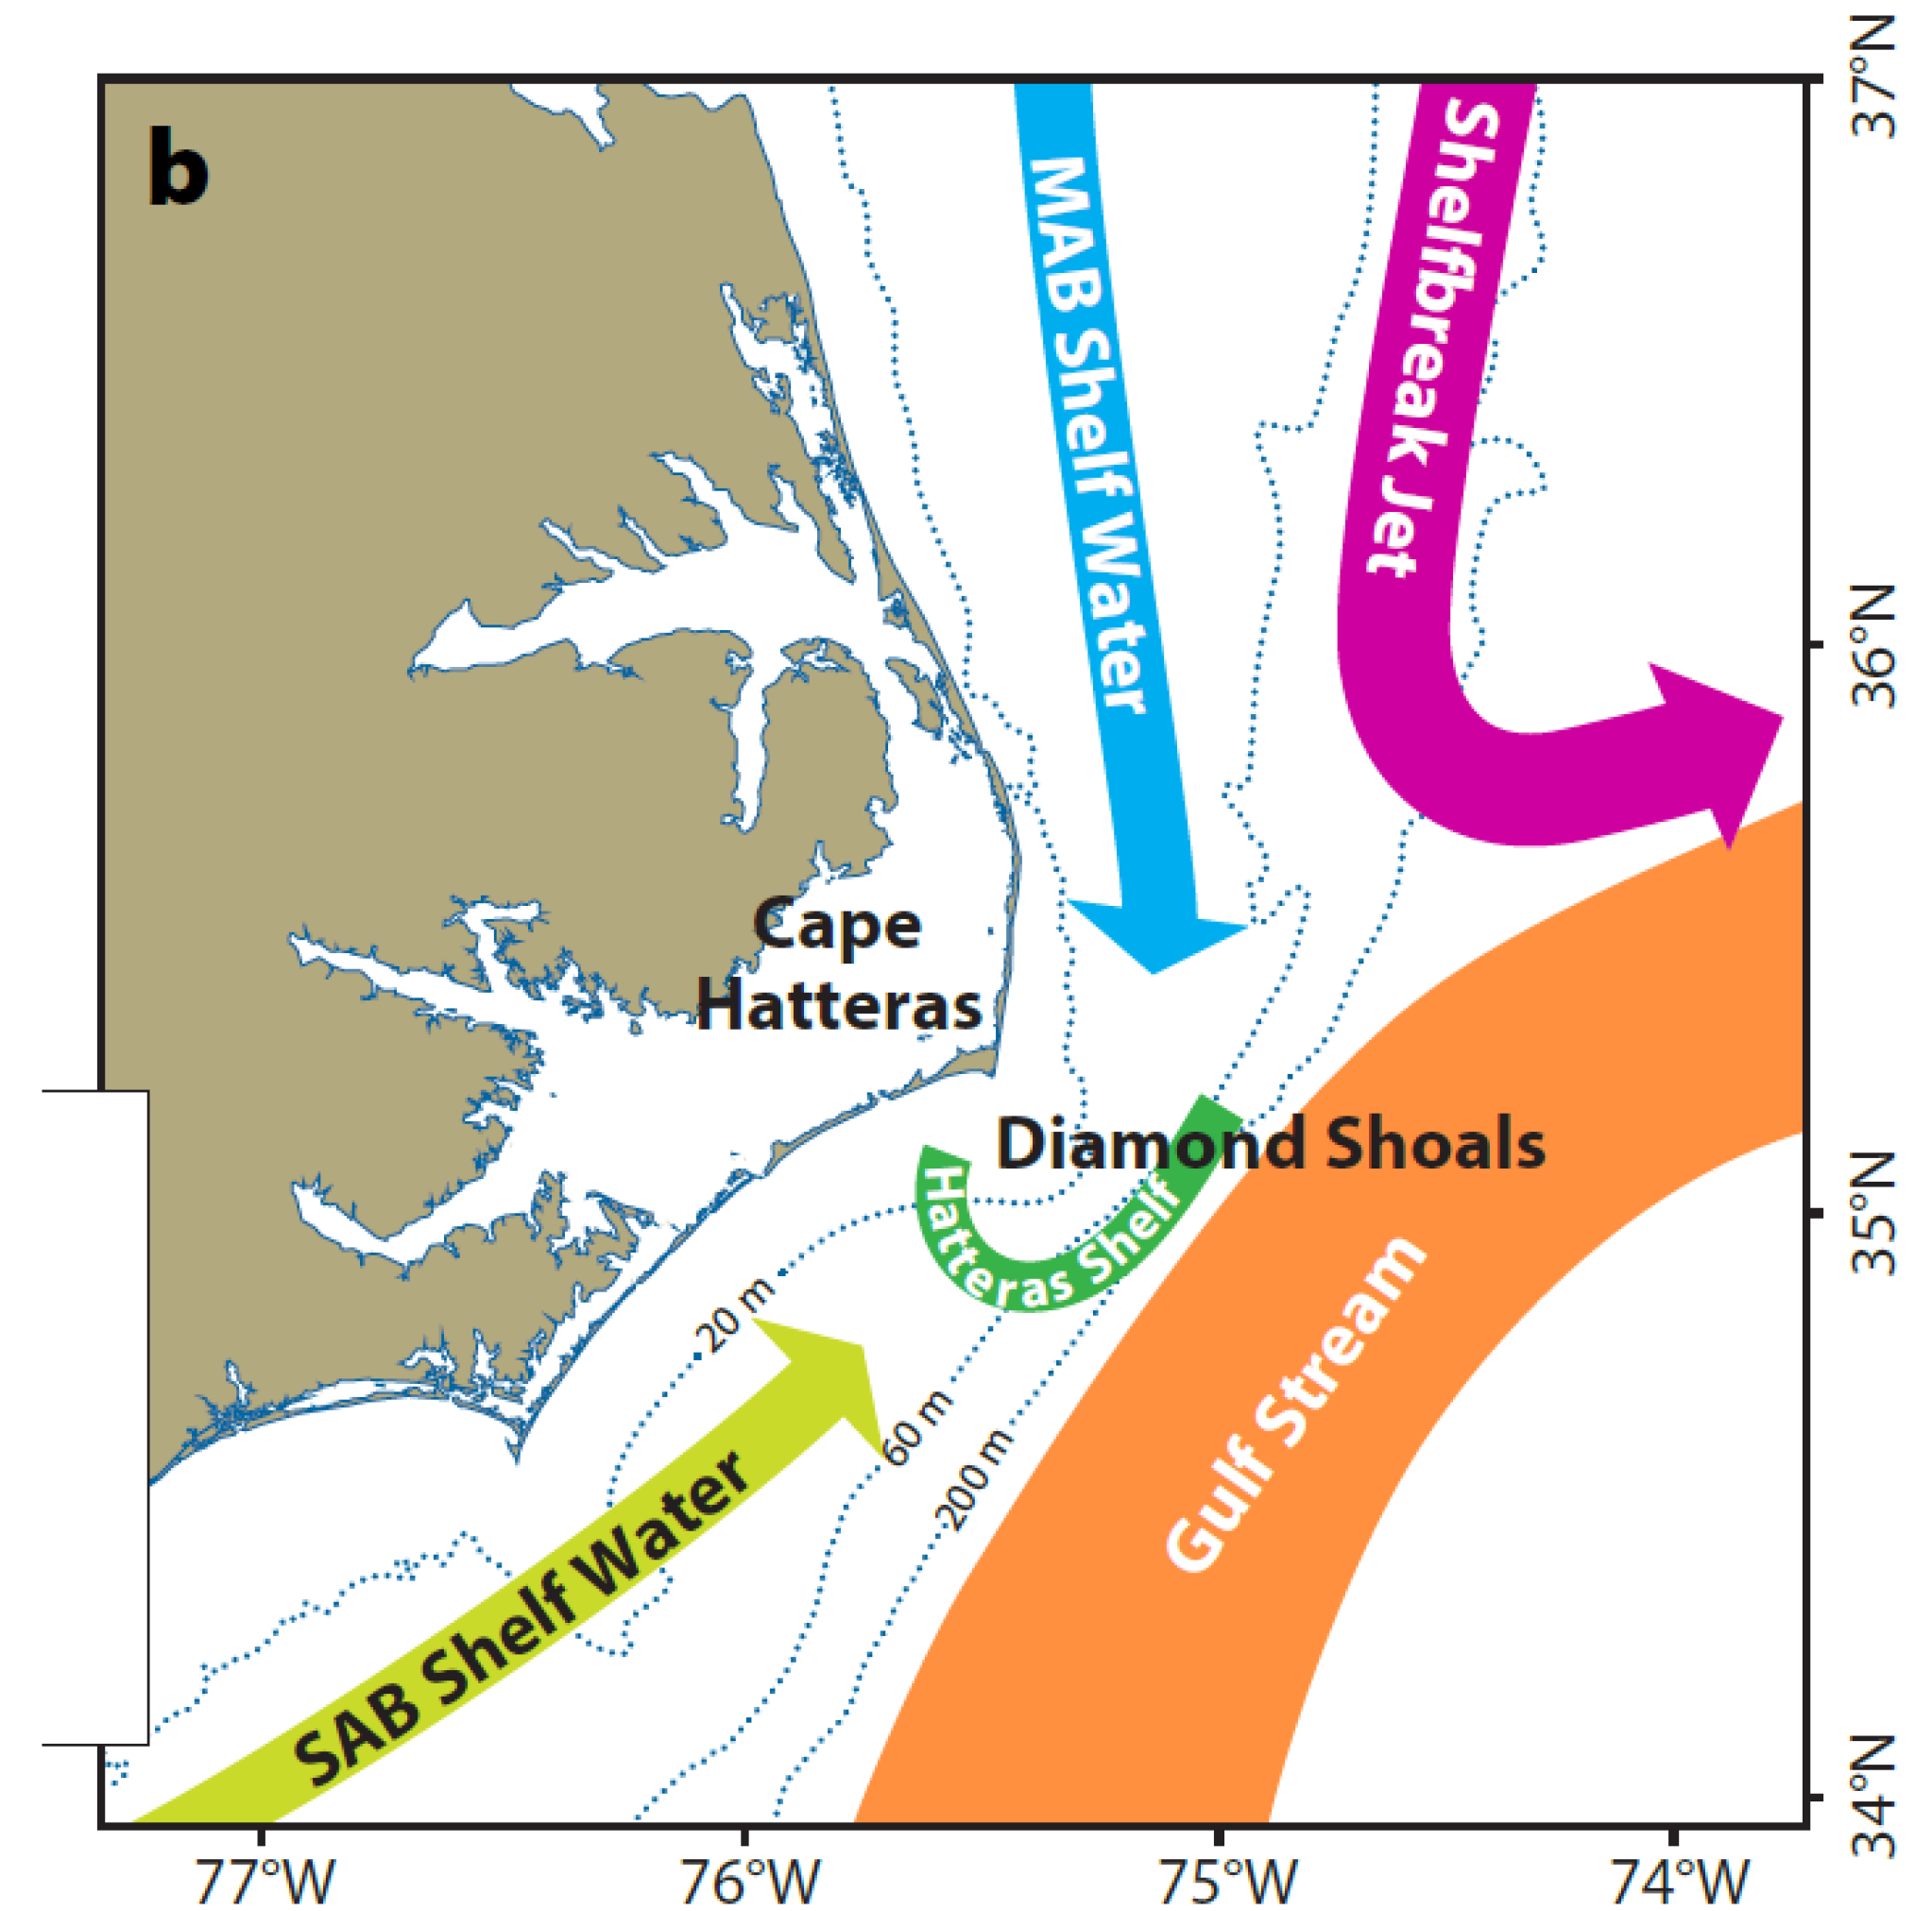 b
37°N
Shelfbreak Jet
MAB Shelf Water
36°N
Cape
Hatteras
Diamond Shoals
Hatteras Shelf
35°N
20 m
60 m
200 m
Gulf Stream
SAB Shelf Water
34°N
77°W
76°W
75°W
74°W